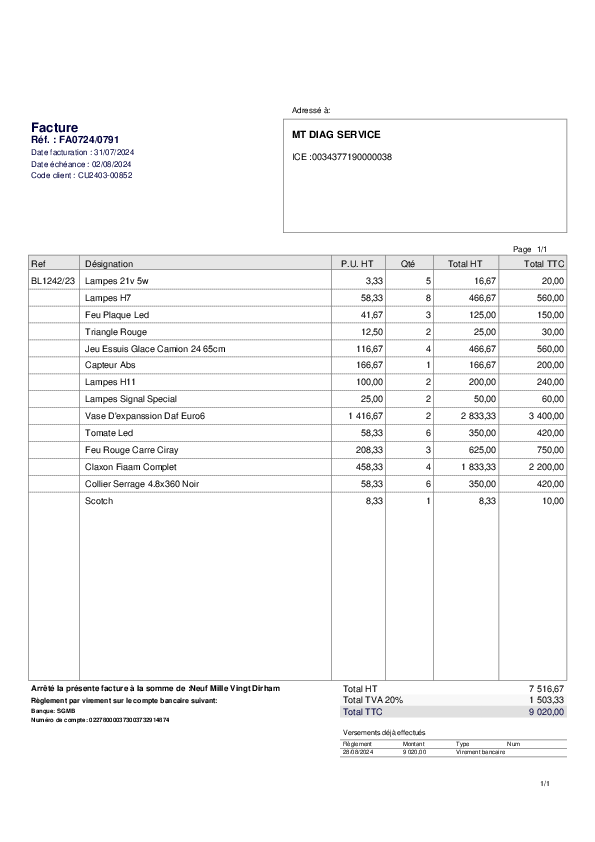 Adressé à:
Facture
Réf. : FA0724/0791
Date facturation : 31/07/2024
Date échéance : 02/08/2024
Code client : CU2403-00852
MT DIAG SERVICE
ICE :0034377190000038
Page 1/1
Ref Désignation P.U. HT Qté Total HT Total TTC
BL1242/23 Lampes 21v 5w 3,33 5 16,67 20,00
Lampes H7 58,33 8 466,67 560,00
Feu Plaque Led 41,67 3 125,00 150,00
Triangle Rouge 12,50 2 25,00 30,00
Jeu Essuis Glace Camion 24 65cm 116,67 4 466,67 560,00
Capteur Abs 166,67 1 166,67 200,00
Lampes H11 100,00 2 200,00 240,00
Lampes Signal Special 25,00 2 50,00 60,00
Vase D'expanssion Daf Euro6 1 416,67 2 2 833,33 3 400,00
Tomate Led 58,33 6 350,00 420,00
Feu Rouge Carre Ciray 208,33 3 625,00 750,00
Claxon Fiaam Complet 458,33 4 1 833,33 2 200,00
Collier Serrage 4.8x360 Noir 58,33 6 350,00 420,00
Scotch 8,33 1 8,33 10,00
Arrêté la présente facture à la somme de :Neuf Mille Vingt Dirham
Règlement par virement sur le compte bancaire suivant:
Banque: SGMB
Numéro de compte: 022780000373003732914874
Total HT 7 516,67
Total TVA 20% 1 503,33
Total TTC 9 020,00
Versements déjà effectués
Règlement Montant Type Num
28/08/2024 9 020,00 Virement bancaire
1/1